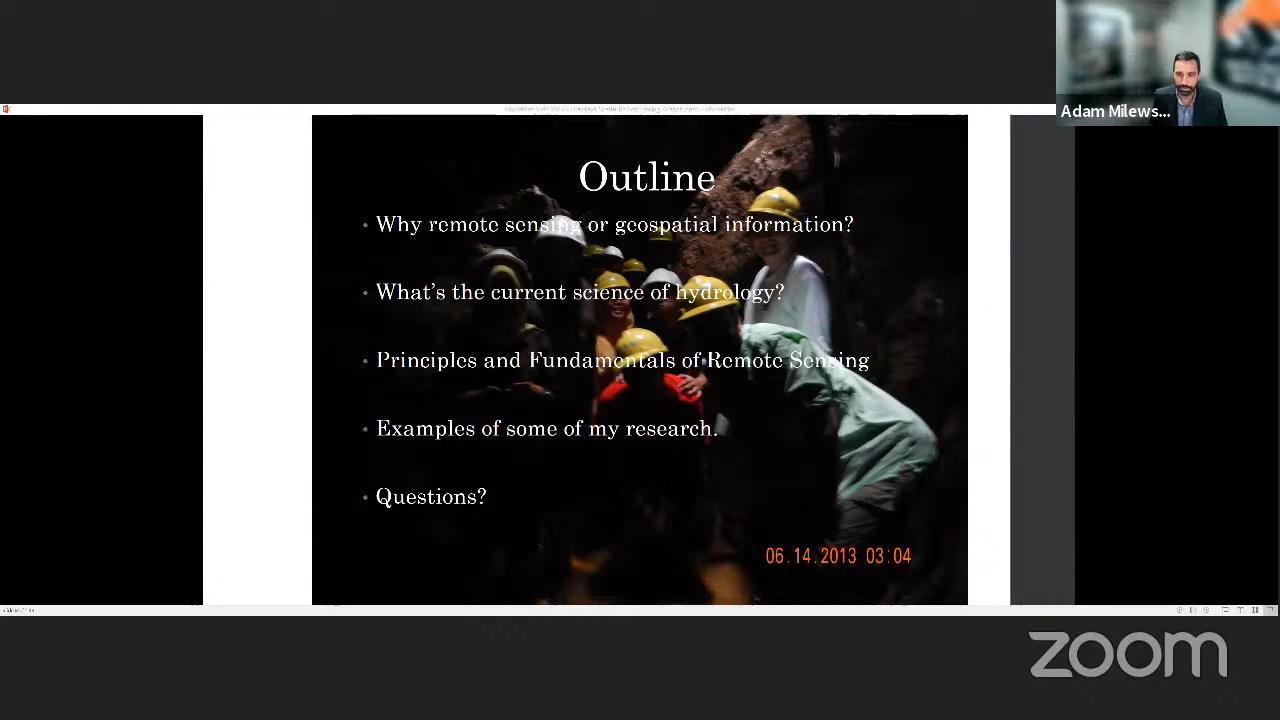 Adam Milews...
Outline
• Why remote sensing or geospatial information?
• What's the current science of hydrology?
• Principles and Fundamentals of Remote Sensing
• Examples of some of my research.
• Questions?
06.14.2013 03:04
zoom